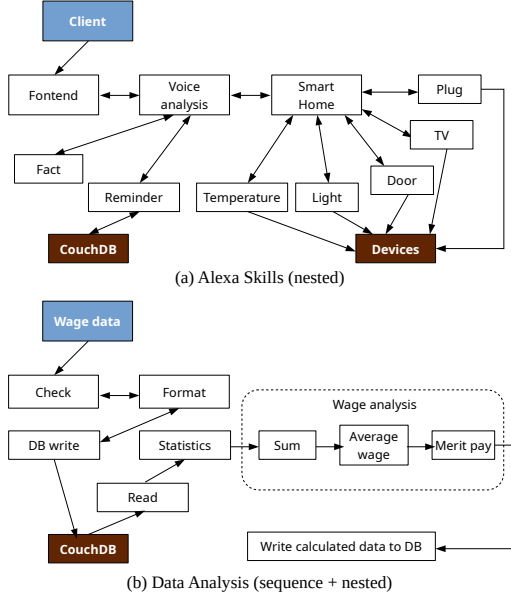 Client
Fontend
Voice
analysis
Smart
Home
Plug
TV
Fact
Door
Reminder
Temperature
Light
CouchDB
Devices
(a) Alexa Skills (nested)
Wage data
Check
Format
Wage analysis
DB write
Statistics
Sum
Average
wage
Merit pay
Read
CouchDB
Write calculated data to DB
(b) Data Analysis (sequence + nested)